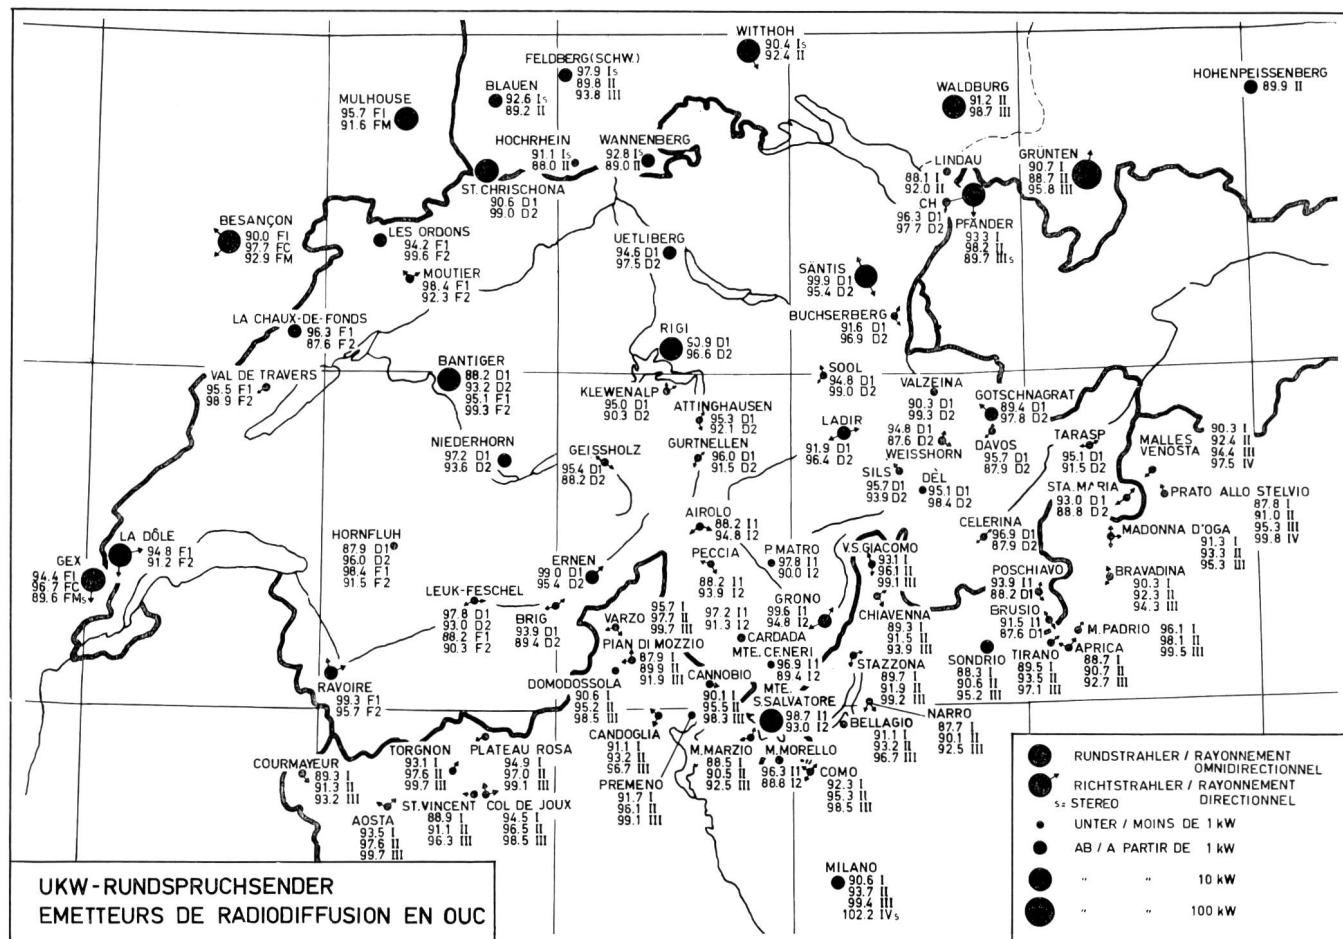 WITTHOH
90.4 Is
92.4 II
FELDBERG (SCHW.)
97.9 Is
89.8 II
93.8 III
BLAUEN
92.6 Is
89.2 II
MULHOUSE
95.7 FI
91.6 FM
WALDBURG
91.2 II
98.7 III
HOHENPEISSENBERG
89.9 II
HOCHRHEIN
91.1 Is
88.0 II
WANNENBERG
92.8 Is
89.0 II
ST. CHRISCHONA
90.6 D1
99.0 D2
LINDAU
88.1 I
92.0 II
CH
96.3 D1
97.7 D2
GRÜNTEN
90.7 I
88.7 II
95.8 III
PFÄNDER
93.3 I
98.2 II
89.7 IIIs
BESANÇON
90.0 FI
97.7 FC
92.9 FM
LES ORDONS
94.2 F1
99.6 F2
MOUTIER
98.4 F1
92.3 F2
UETLIBERG
94.6 D1
97.5 D2
SÄNTIS
99.9 D1
95.4 D2
BUCHSERBERG
91.6 D1
96.9 D2
LA CHAUX-DE-FONDS
96.3 F1
87.6 F2
RIGI
90.9 D1
96.6 D2
BANTIGER
88.2 D1
93.2 D2
95.1 F1
99.3 F2
VAL DE TRAVERS
95.5 F1
98.9 F2
KLEWENALP
95.0 D1
90.3 D2
SOOL
94.8 D1
99.0 D2
VALZEINA
90.3 D1
99.3 D2
GOTSCHNAGRAT
89.4 D1
97.8 D2
ATTINGHAUSEN
95.3 D1
92.1 D2
LADIR
91.9 D1
96.4 D2
94.8 D1
87.6 D2
WEISSHORN
DAVOS
95.7 D1
87.9 D2
TARASP
95.1 D1
91.5 D2
MALLES
VENOSTA
90.3 I
92.4 II
94.4 III
97.5 IV
NIEDERHORN
97.2 D1
93.6 D2
GEISSHOLZ
95.4 D1
88.2 D2
GURTNELLEN
96.0 D1
91.5 D2
SILS
95.7 D1
93.9 D2
DÈL
95.1 D1
98.4 D2
STA. MARIA
93.0 D1
88.8 D2
PRATO ALLO STELVIO
87.8 I
91.0 II
95.3 III
99.8 IV
AIROLO
88.2 I1
94.8 I2
CELERINA
96.9 D1
87.9 D2
MADONNA D'OGA
91.3 I
93.3 II
95.3 III
LA DÔLE
94.8 F1
91.2 F2
GEX
94.4 FI
96.7 FC
89.6 FMs
HORNFLUH
87.9 D1
96.0 D2
98.4 F1
91.5 F2
ERNEN
99.0 D1
95.4 D2
PECCIA
88.2 I1
93.9 I2
P. MATRO
97.8 I1
90.0 I2
V.S. GIACOMO
93.1 I
96.1 II
99.1 III
POSCHIAVO
93.9 I1
88.2 D1
BRAVADINA
90.3 I
92.3 II
94.3 III
LEUK-FESCHEL
97.8 D1
93.0 D2
88.2 F1
90.3 F2
BRIG
93.9 D1
89.4 D2
VARZO
95.7 I
97.7 II
99.7 III
97.2 I1
91.3 I2
CARDADA
GRONO
99.6 I1
94.8 I2
CHIAVENNA
89.3 I
91.5 II
93.9 III
BRUSIO
91.5 I1
87.6 D1
M. PADRIO
96.1 I
98.1 II
99.5 III
PIAN DI MOZZIO
87.9 I
89.9 II
91.9 III
MTE. CENERI
96.9 I1
89.4 I2
STAZZONA
89.7 I
91.9 II
99.2 III
SONDRIO
88.3 I
90.6 II
95.2 III
TIRANO
89.5 I
93.5 II
97.1 III
APRICA
88.7 I
90.7 II
92.7 III
RAVOIRE
99.3 F1
95.7 F2
DOMODOSSOLA
90.6 I
95.2 II
98.5 III
CANNOBIO
90.1 I
95.5 II
98.3 III
MTE.
S. SALVATORE
98.7 I1
93.0 I2
BELLAGIO
91.1 I
93.2 II
96.7 III
NARRO
87.7 I
90.1 II
92.5 III
COURMAYEUR
89.3 I
91.3 II
93.2 III
TORGNON
93.1 I
97.6 II
99.7 III
PLATEAU ROSA
94.9 I
97.0 II
99.1 III
CANDOGLIA
91.1 I
93.2 II
96.7 III
M. MARZIO
88.5 I
90.5 II
92.5 III
M. MORELLO
96.3 I1
88.8 I2
COMO
92.3 I
95.3 II
98.5 III
PREMENO
91.7 I
96.1 II
99.1 III
AOSTA
93.5 I
97.6 II
99.7 III
ST. VINCENT
88.9 I
91.1 II
96.3 III
COL DE JOUX
94.5 I
96.5 II
98.5 III
MILANO
90.6 I
93.7 II
99.4 III
102.2 IVs
RUNDSTRAHLER / RAYONNEMENT
OMNIDIRECTIONNEL
RICHTSTRAHLER / RAYONNEMENT
DIRECTIONNEL
s = STEREO
UNTER / MOINS DE 1 kW
AB / A PARTIR DE 1 kW
" " 10 kW
" " 100 kW
UKW-RUNDSPRUCHSENDER
EMETTEURS DE RADIODIFFUSION EN OUC